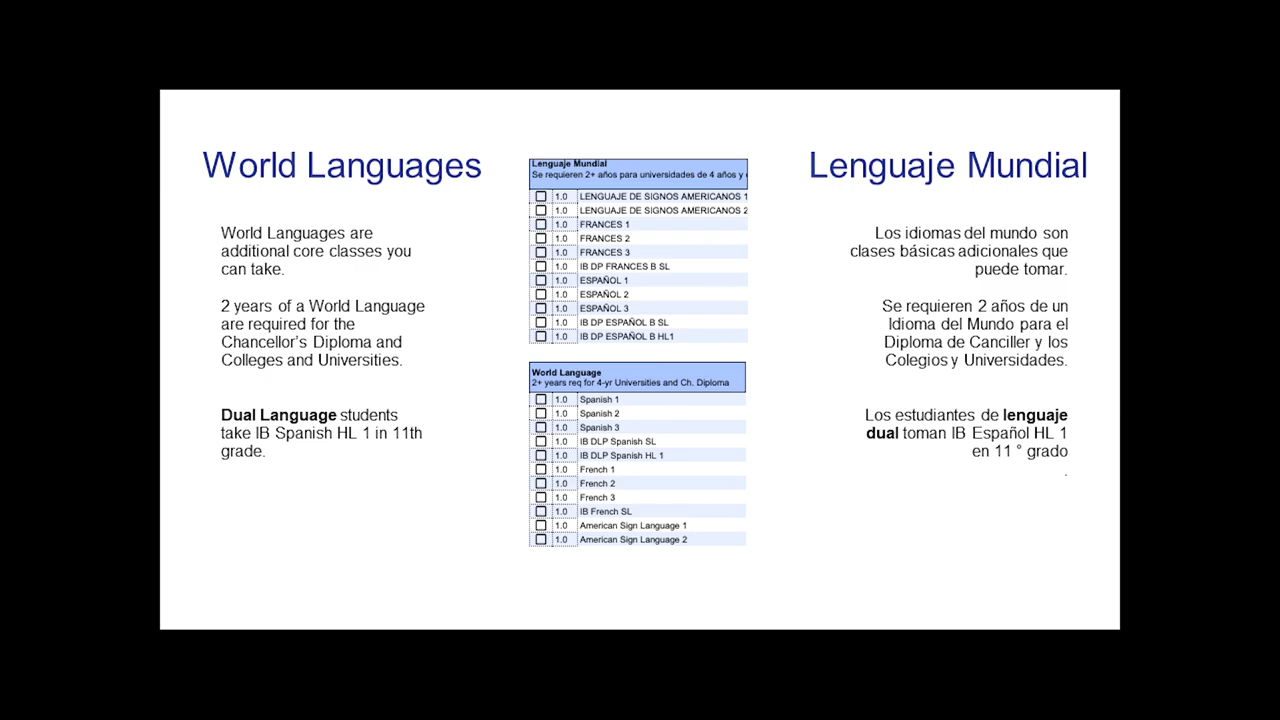 World Languages
World Languages are
additional core classes you
can take.
2 years of a World Language
are required for the
Chancellor's Diploma and
Colleges and Universities.
Dual Language students
take IB Spanish HL 1 in 11th
grade.
Lenguaje Mundial
Se requieren 2+ años para universidades de 4 años y
1.0 LENGUAJE DE SIGNOS AMERICANOS 1
1.0 LENGUAJE DE SIGNOS AMERICANOS 2
1.0 FRANCES 1
1.0 FRANCES 2
1.0 FRANCES 3
1.0 IB DP FRANCES B SL
1.0 ESPAÑOL 1
1.0 ESPAÑOL 2
1.0 ESPAÑOL 3
1.0 IB DP ESPAÑOL B SL
1.0 IB DP ESPAÑOL B HL1
World Language
2+ years req for 4-yr Universities and Ch. Diploma
1.0 Spanish 1
1.0 Spanish 2
1.0 Spanish 3
1.0 IB DLP Spanish SL
1.0 IB DLP Spanish HL 1
1.0 French 1
1.0 French 2
1.0 French 3
1.0 IB French SL
1.0 American Sign Language 1
1.0 American Sign Language 2
Lenguaje Mundial
Los idiomas del mundo son
clases básicas adicionales que
puede tomar.
Se requieren 2 años de un
Idioma del Mundo para el
Diploma de Canciller y los
Colegios y Universidades.
Los estudiantes de lenguaje
dual toman IB Español HL 1
en 11 ° grado
.